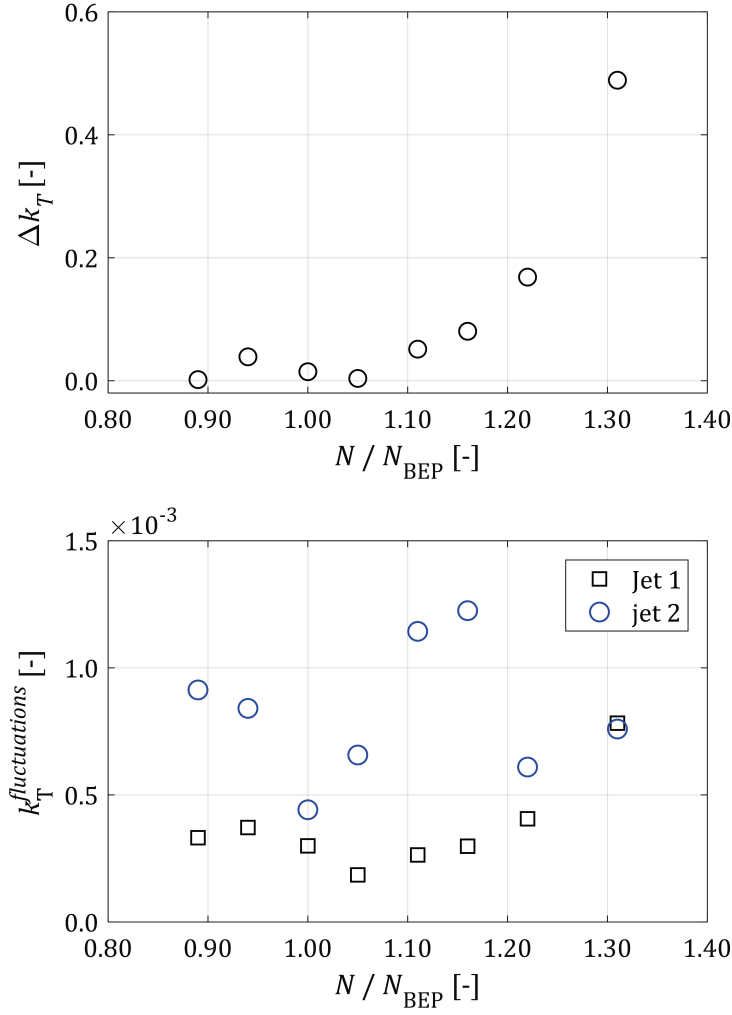 0.6
0.4
0.2
0.0
Δk_T [-]
0.80 0.90 1.00 1.10 1.20 1.30 1.40
N / N_BEP [-]
×10^-3
1.5
1.0
0.5
0.0
k_T^fluctuations [-]
Jet 1
jet 2
0.80 0.90 1.00 1.10 1.20 1.30 1.40
N / N_BEP [-]